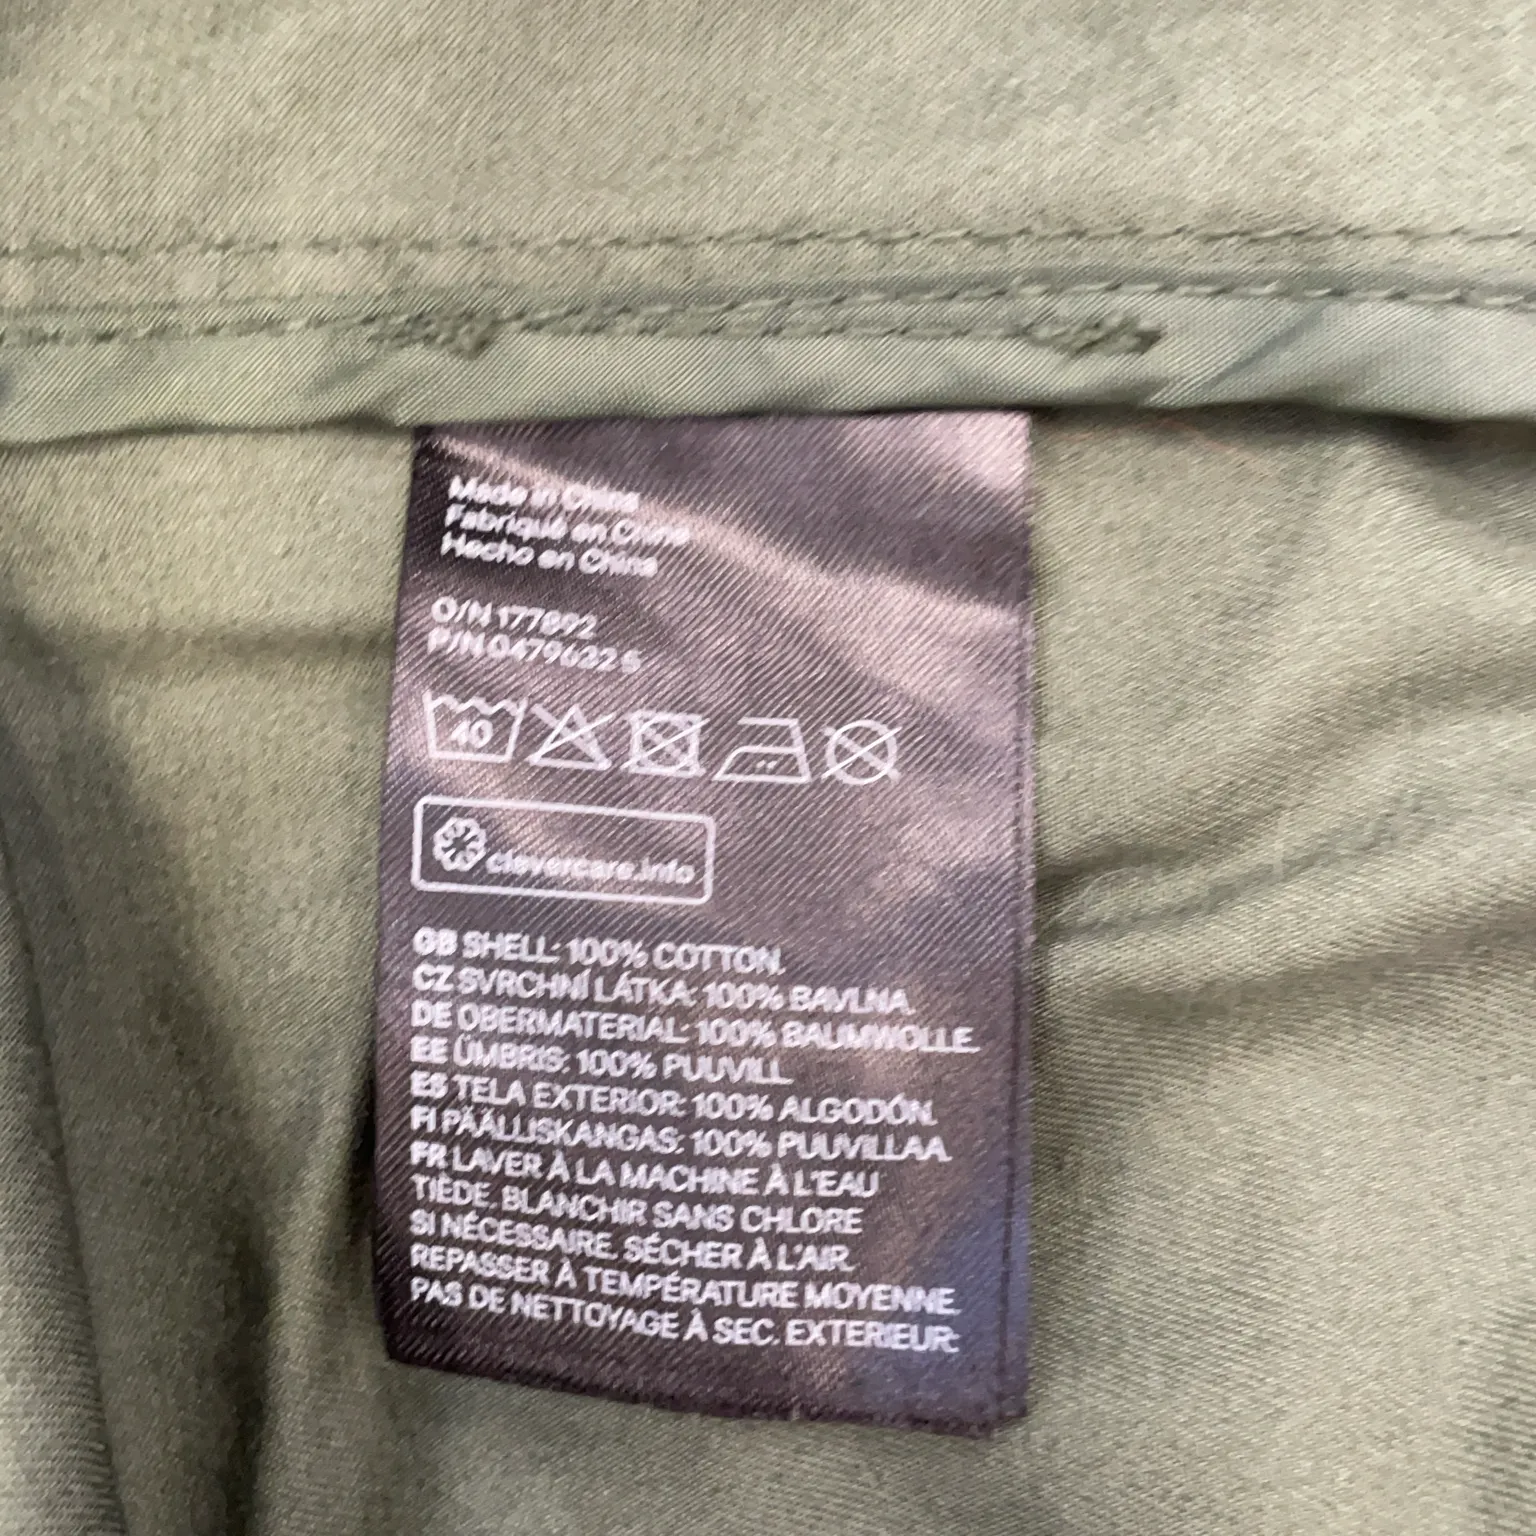 Made in China
Fabriqué en Chine
Hecho en China
O/N 177892
P/N 0479622 5
40
clevercare.info
GB SHELL: 100% COTTON.
CZ SVRCHNÍ LÁTKA: 100% BAVLNA.
DE OBERMATERIAL: 100% BAUMWOLLE.
EE ÜMBRIS: 100% PUUVILL.
ES TELA EXTERIOR: 100% ALGODÓN.
FI PÄÄLLISKANGAS: 100% PUUVILLAA.
FR LAVER À LA MACHINE À L'EAU
TIÈDE. BLANCHIR SANS CHLORE
SI NÉCESSAIRE. SÉCHER À L'AIR.
REPASSER À TEMPÉRATURE MOYENNE.
PAS DE NETTOYAGE À SEC. EXTERIEUR: